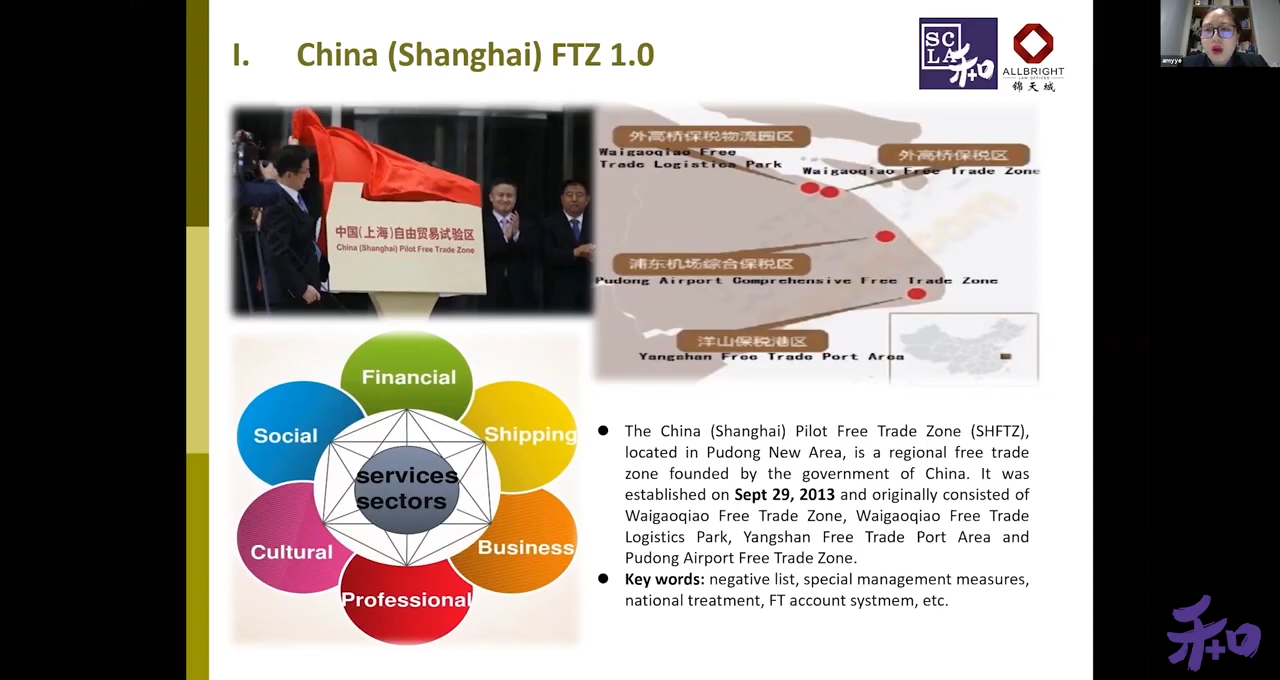 I. China (Shanghai) FTZ 1.0
SC
LA
和
ALLBRIGHT
LAW OFFICES
锦天城
amyye
中国(上海)自由贸易试验区
China (Shanghai) Pilot Free Trade Zone
外高桥保税物流园区
Waigaoqiao Free
Trade Logistics Park
外高桥保税区
Waigaoqiao Free Trade Zone
浦东机场综合保税区
Pudong Airport Comprehensive Free Trade Zone
洋山保税港区
Yangshan Free Trade Port Area
Financial
Social
Shipping
services
sectors
Cultural
Business
Professional
● The China (Shanghai) Pilot Free Trade Zone (SHFTZ),
located in Pudong New Area, is a regional free trade
zone founded by the government of China. It was
established on Sept 29, 2013 and originally consisted of
Waigaoqiao Free Trade Zone, Waigaoqiao Free Trade
Logistics Park, Yangshan Free Trade Port Area and
Pudong Airport Free Trade Zone.
● Key words: negative list, special management measures,
national treatment, FT account systmem, etc.
和